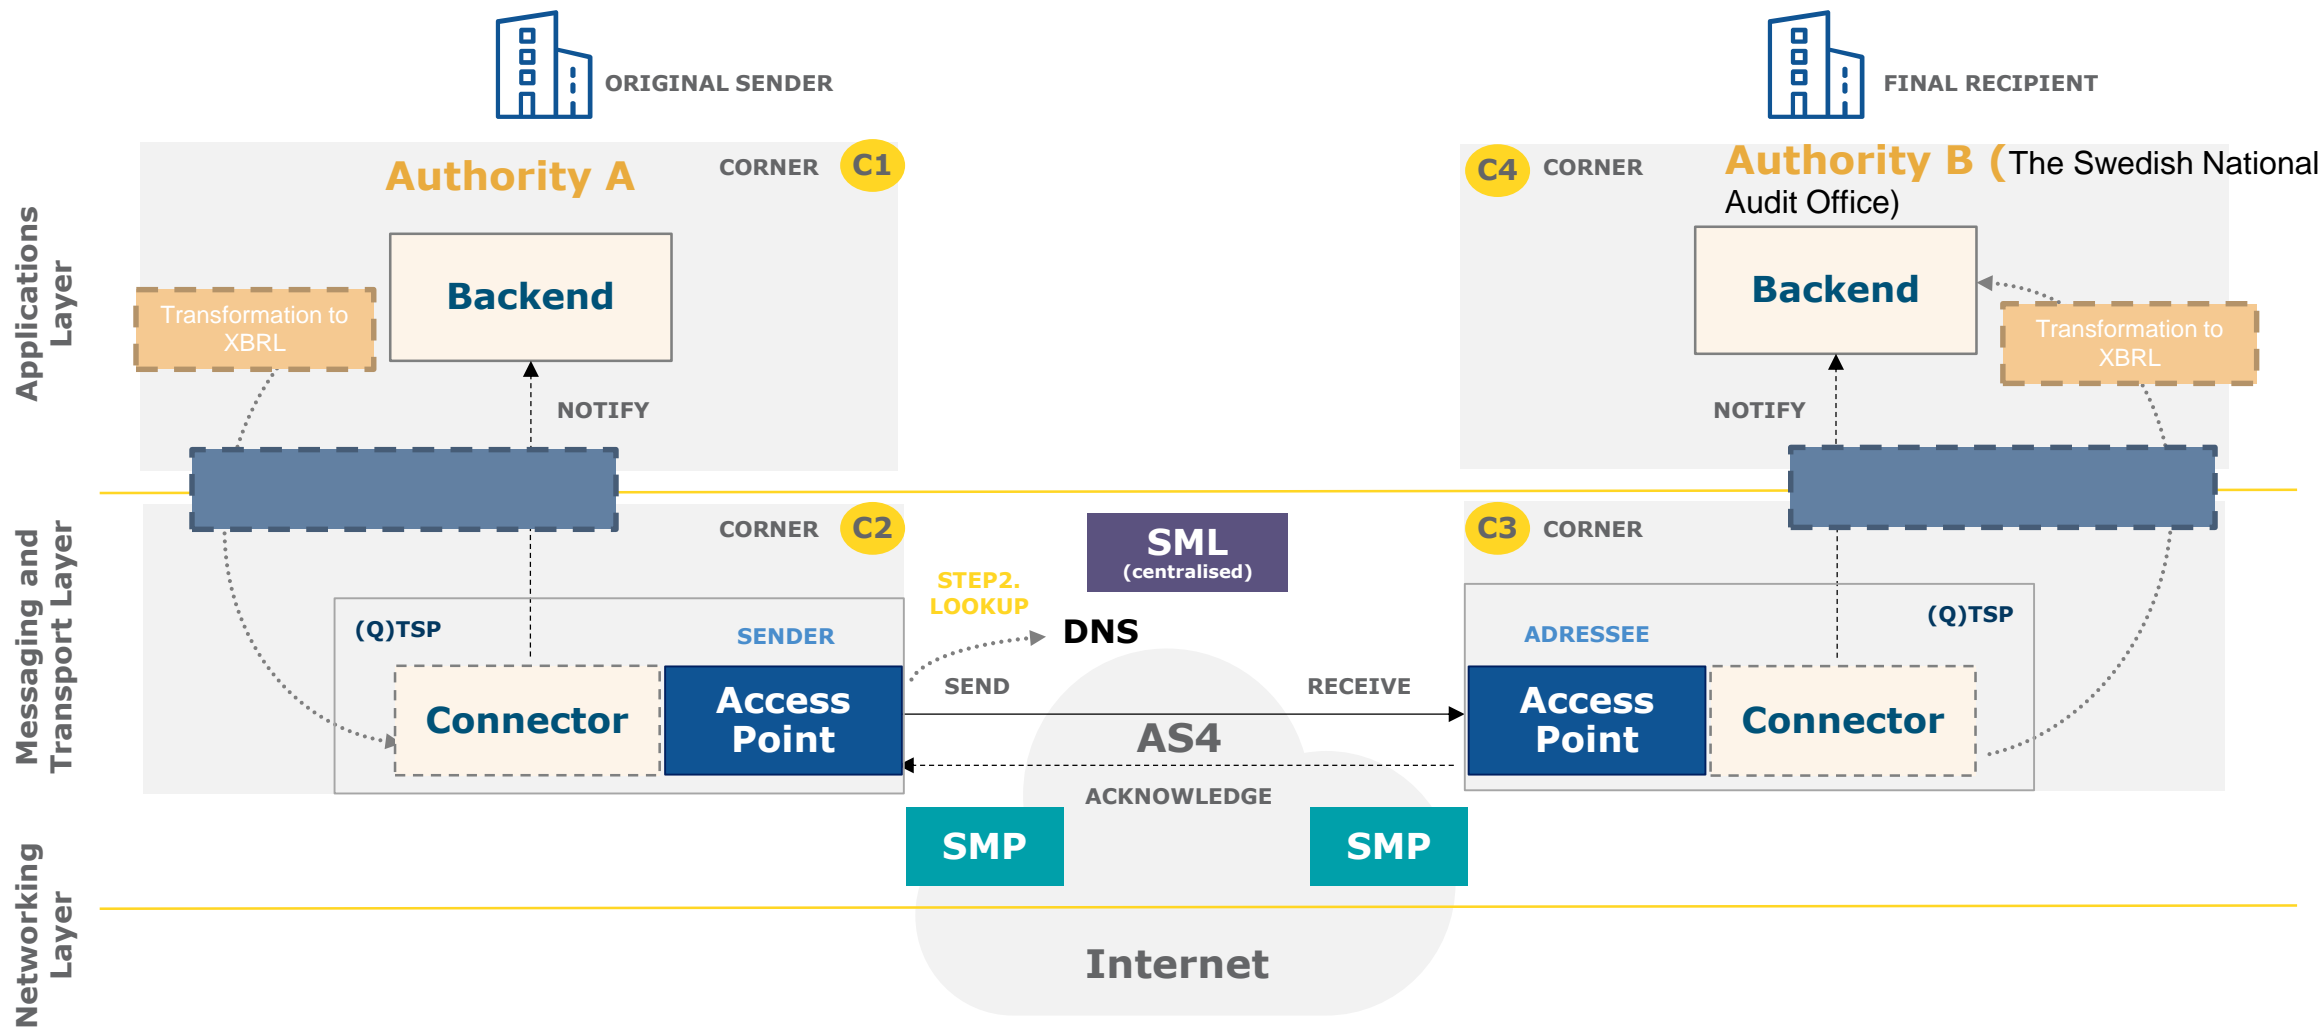 ORIGINAL SENDER
FINAL RECIPIENT
Applications
Layer
Authority A
CORNER
C1
Backend
Transformation to
XBRL
NOTIFY
C4
CORNER
Authority B (The Swedish National
Audit Office)
Backend
Transformation to
XBRL
NOTIFY
Messaging and
Transport Layer
CORNER
C2
(Q)TSP
SENDER
Connector
Access
Point
STEP2.
LOOKUP
SML
(centralised)
DNS
SEND
RECEIVE
AS4
ACKNOWLEDGE
SMP
SMP
C3
CORNER
(Q)TSP
ADRESSEE
Access
Point
Connector
Networking
Layer
Internet